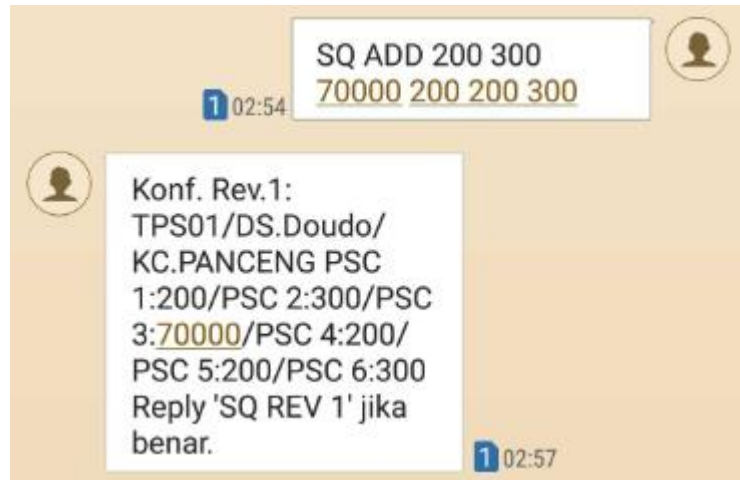 SQ ADD 200 300
70000 200 200 300
1 02:54
Konf. Rev.1:
TPS01/DS.Doudo/
KC.PANCENG PSC
1:200/PSC 2:300/PSC
3:70000/PSC 4:200/
PSC 5:200/PSC 6:300
Reply 'SQ REV 1' jika
benar.
1 02:57